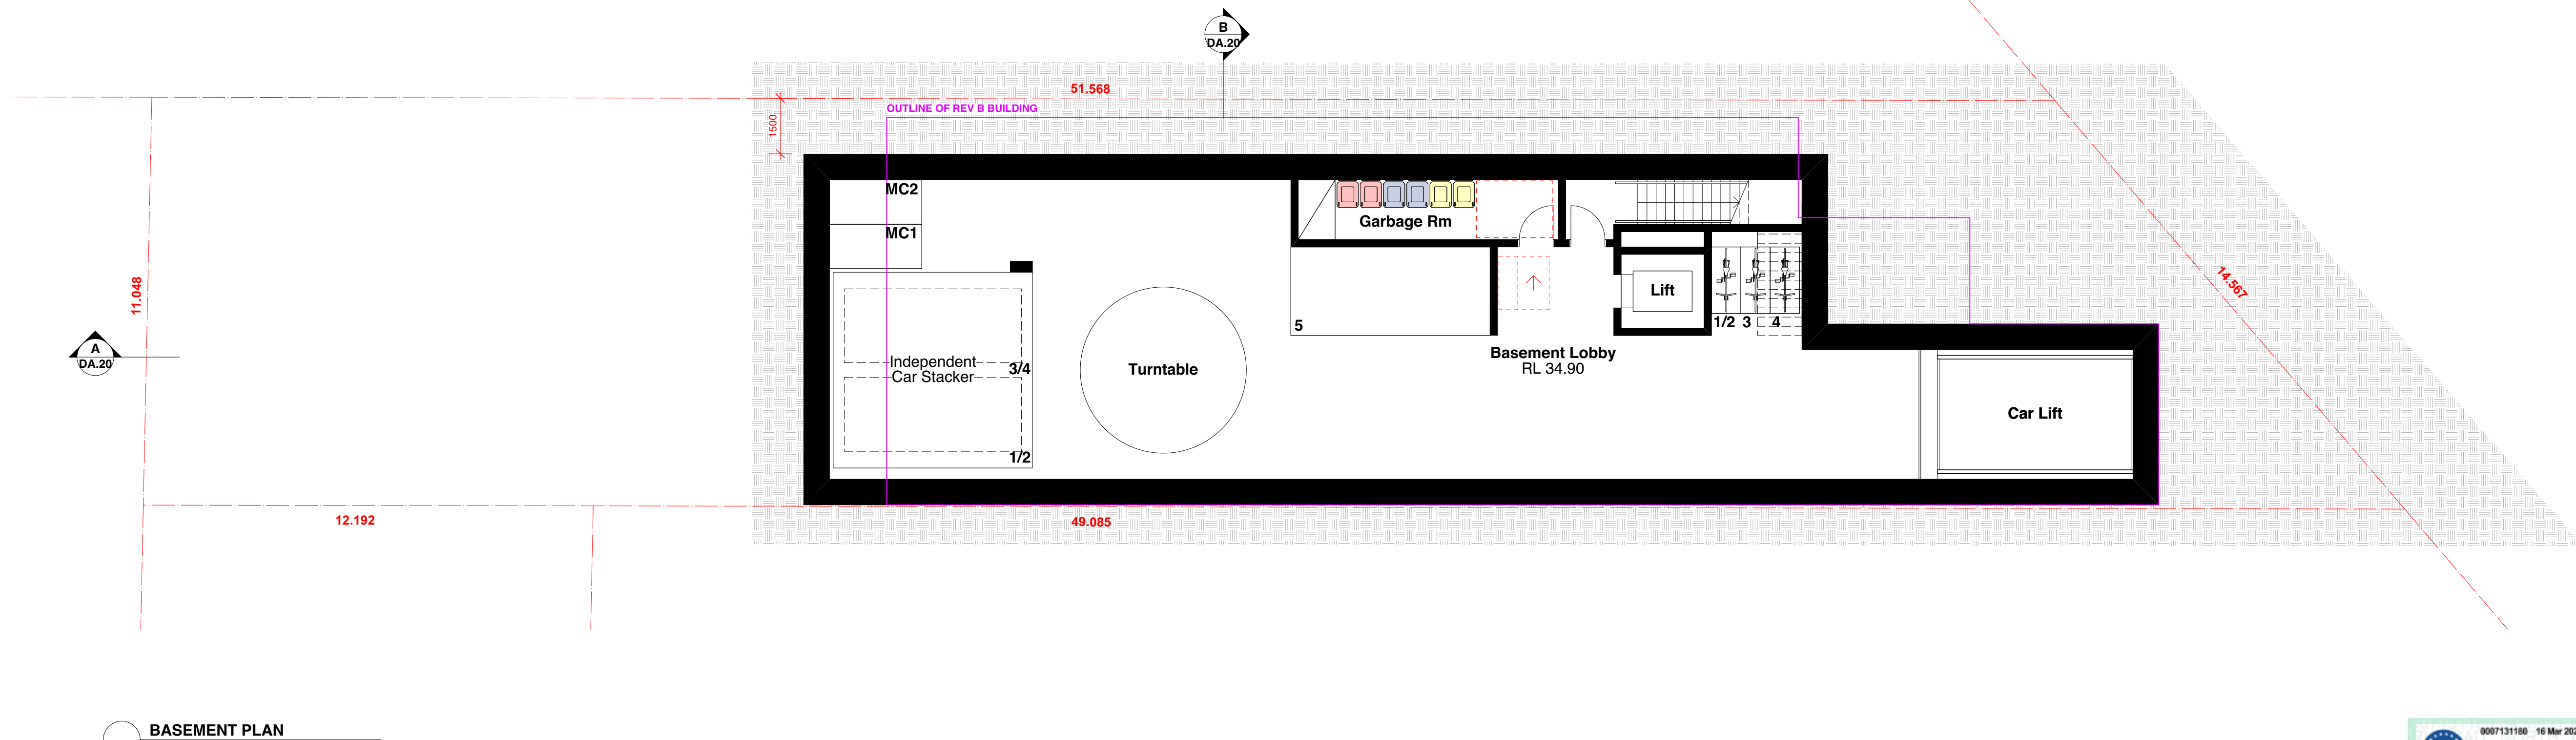 B
DA.20
51.568
OUTLINE OF REV B BUILDING
1500
MC2
MC1
Garbage Rm
11.048
14.567
Lift
5
1/2 3 4
A
DA.20
Independent
Car Stacker
3/4
Turntable
Basement Lobby
RL 34.90
Car Lift
1/2
12.192
49.085
BASEMENT PLAN
0007131180 16 Mar 202